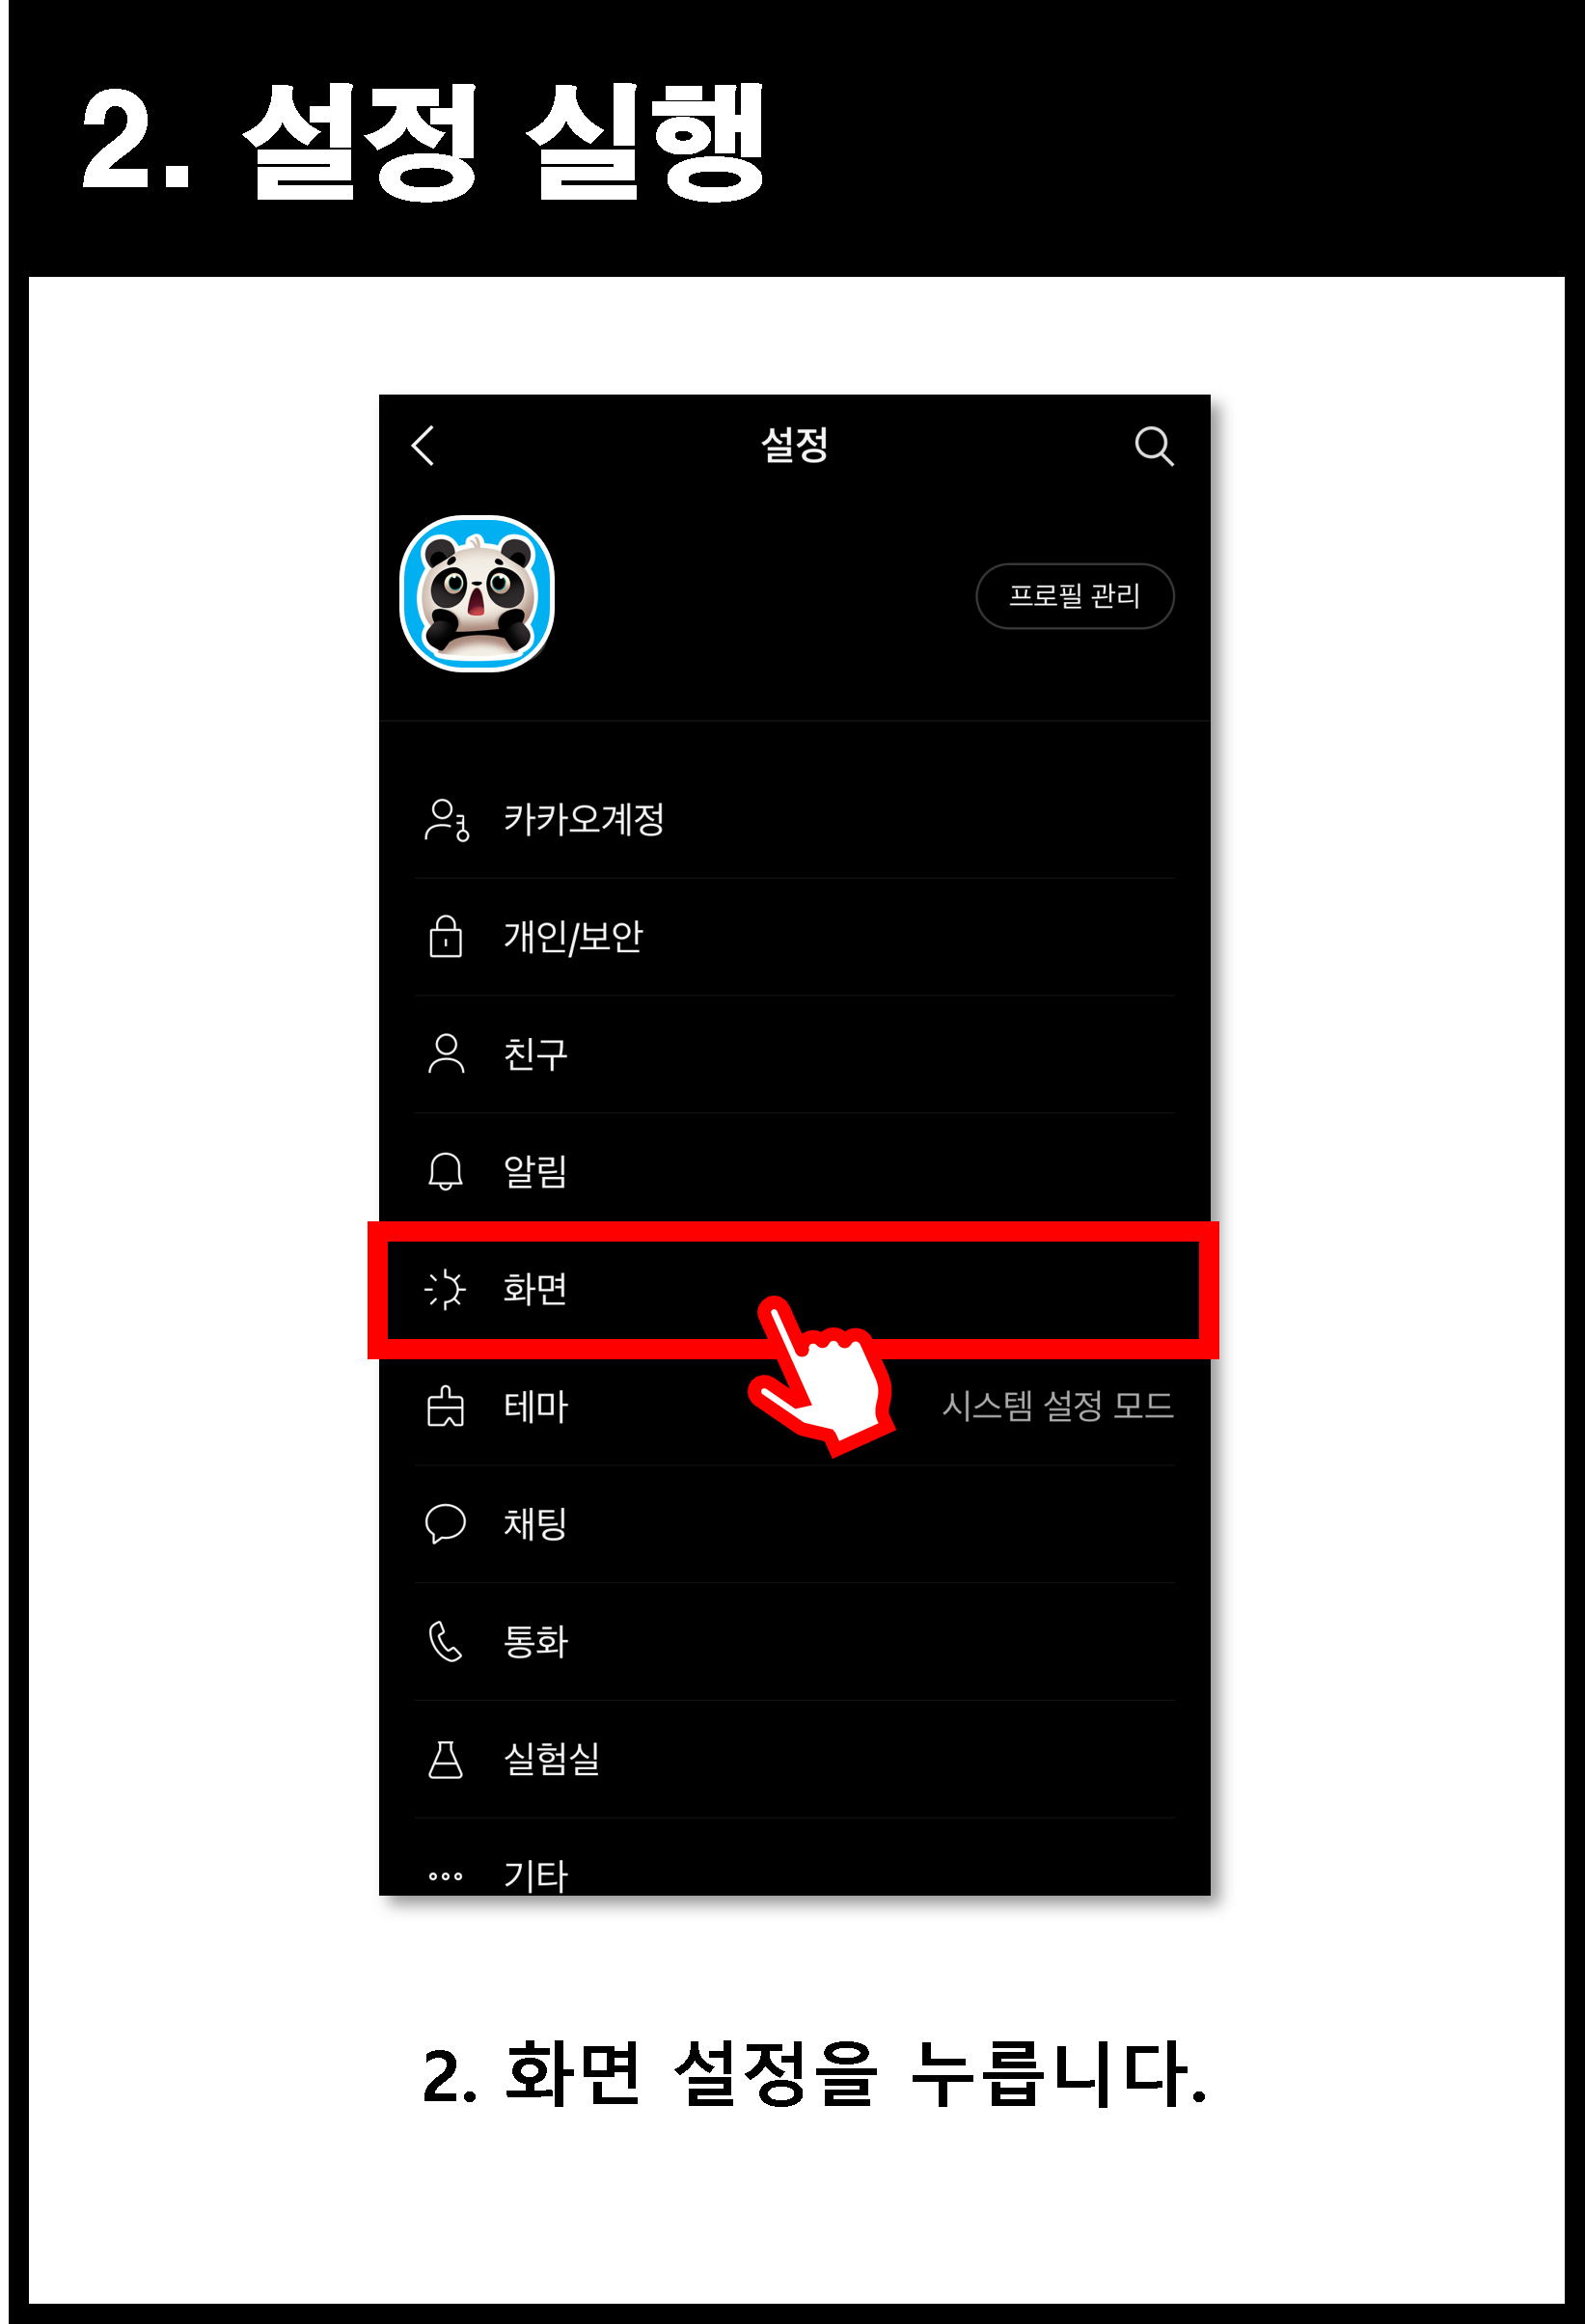 2. 설정 실행
설정
프로필 관리
카카오계정
개인/보안
친구
알림
화면
테마 시스템 설정 모드
채팅
통화
실험실
기타
2. 화면 설정을 누릅니다.